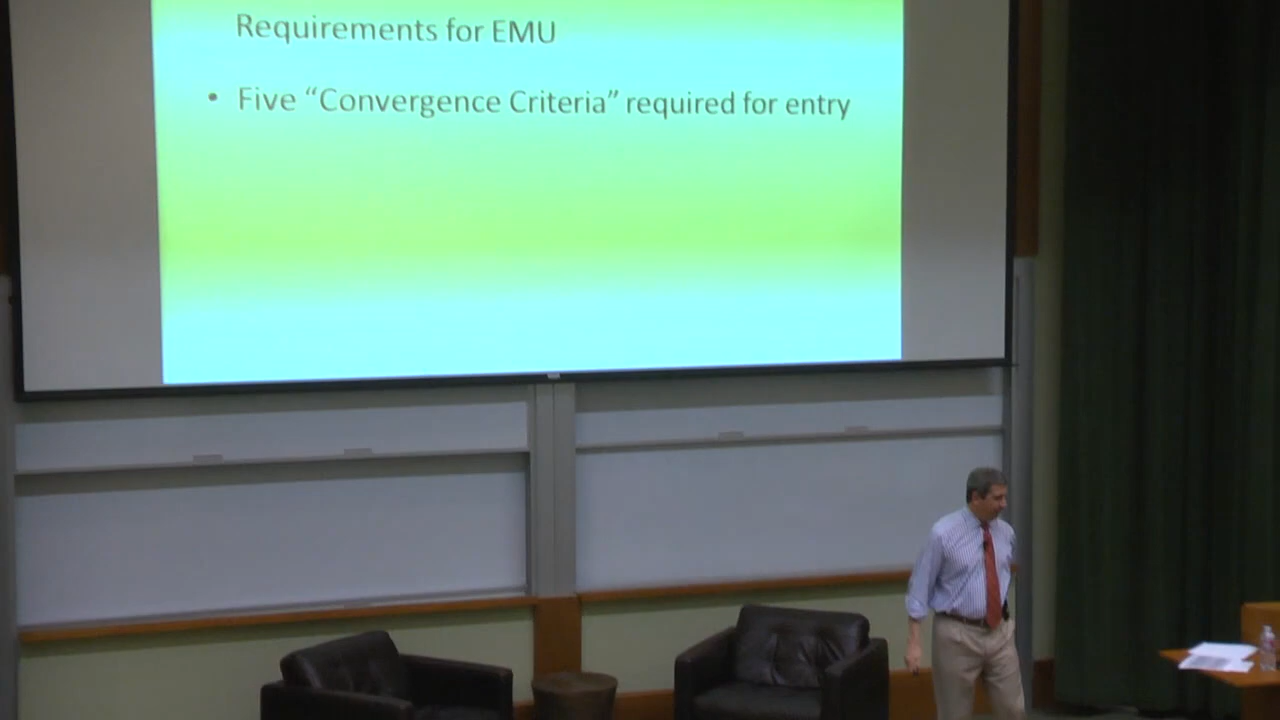 Requirements for EMU
• Five “Convergence Criteria” required for entry